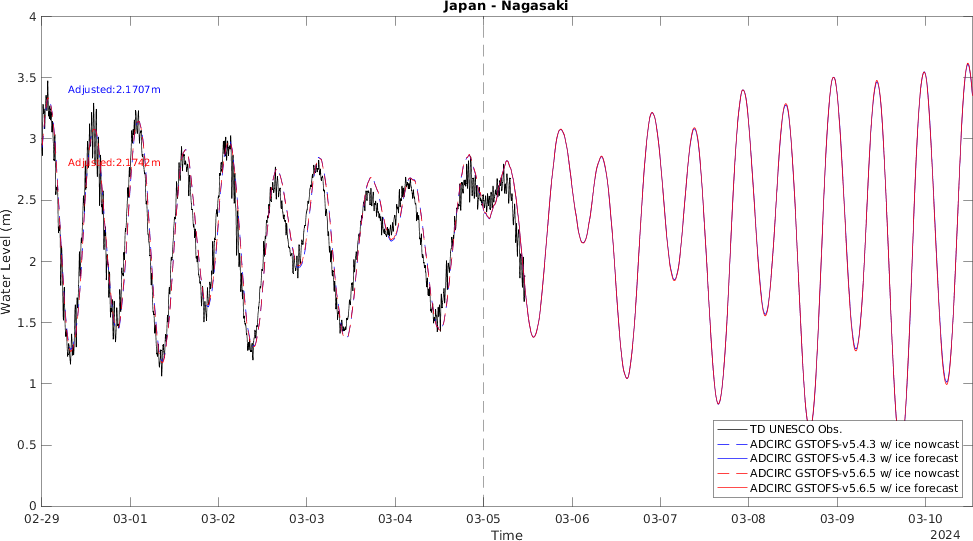 Japan - Nagasaki
4
3.5
3
2.5
2
1.5
1
0.5
0
Water Level (m)
Adjusted:2.1707m
Adjusted:2.1742m
TD UNESCO Obs.
ADCIRC GSTOFS-v5.4.3 w/ ice nowcast
ADCIRC GSTOFS-v5.4.3 w/ ice forecast
ADCIRC GSTOFS-v5.6.5 w/ ice nowcast
ADCIRC GSTOFS-v5.6.5 w/ ice forecast
02-29 03-01 03-02 03-03 03-04 03-05 03-06 03-07 03-08 03-09 03-10
2024
Time